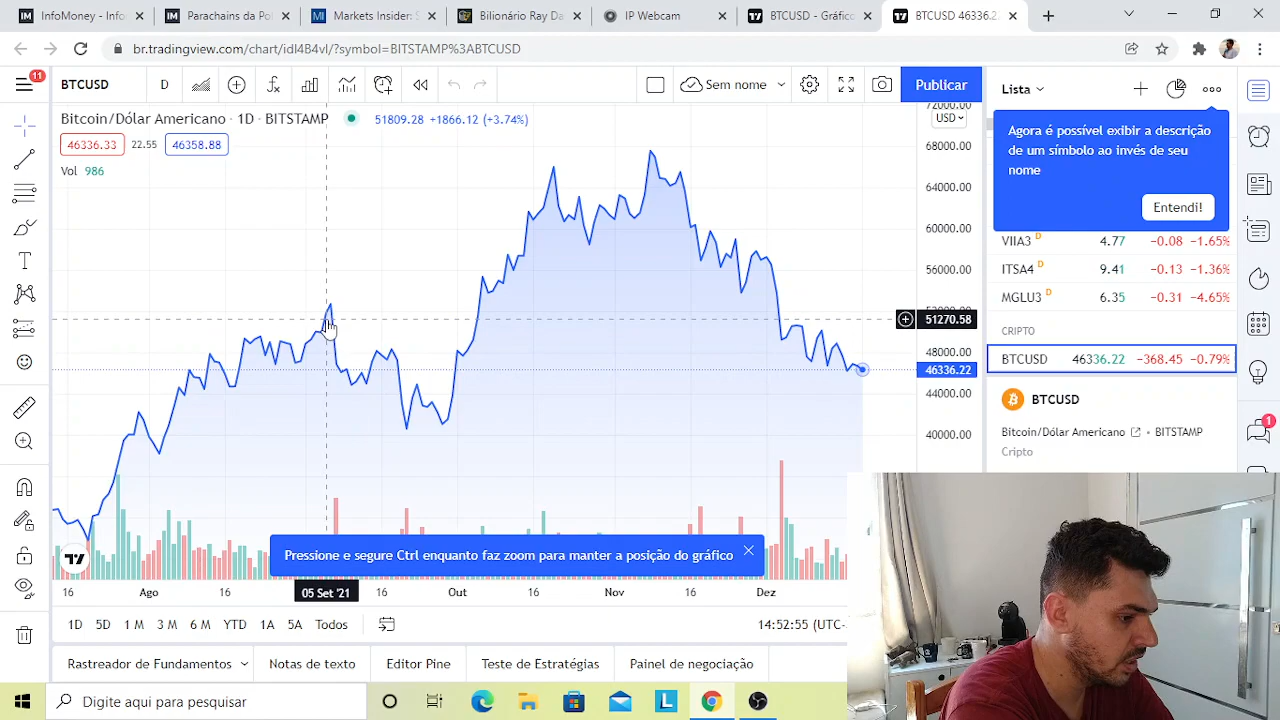 InfoMoney - Info
Parachains da Po
Markets Insider: S
Bilionário Ray Da
IP Webcam
BTCUSD - Gráfico
BTCUSD 46336.2
br.tradingview.com/chart/idl4B4vl/?symbol=BITSTAMP%3ABTCUSD
11
BTCUSD
D
Sem nome
Publicar
Lista
Bitcoin/Dólar Americano · 1D · BITSTAMP
51809.28 +1866.12 (+3.74%)
46336.33
22.55
46358.88
Vol 986
72000.00
USD
68000.00
64000.00
60000.00
56000.00
51270.58
48000.00
46336.22
44000.00
40000.00
Agora é possível exibir a descrição
de um símbolo ao invés de seu
nome
Entendi!
VIIA3 D 4.77 −0.08 −1.65%
ITSA4 D 9.41 −0.13 −1.36%
MGLU3 D 6.35 −0.31 −4.65%
CRIPTO
BTCUSD 46336.22 −368.45 −0.79%
BTCUSD
Bitcoin/Dólar Americano • BITSTAMP
Cripto
1
Pressione e segure Ctrl enquanto faz zoom para manter a posição do gráfico
16
Ago
16
05 Set '21
16
Out
16
Nov
16
Dez
1D 5D 1 M 3 M 6 M YTD 1A 5A Todos
14:52:55 (UTC-
Rastreador de Fundamentos
Notas de texto
Editor Pine
Teste de Estratégias
Painel de negociação
Digite aqui para pesquisar